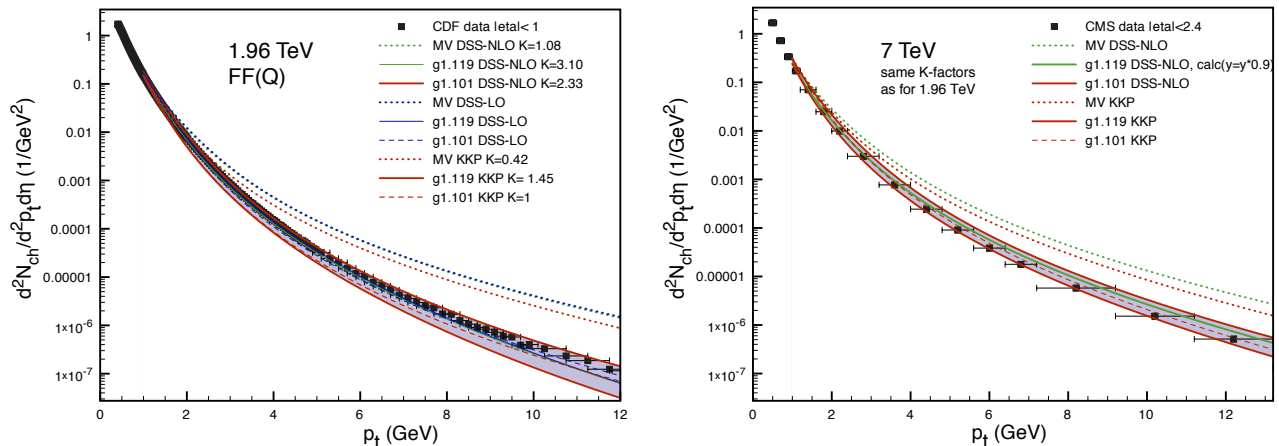 1.96 TeV
FF(Q)
CDF data letal< 1
MV DSS-NLO K=1.08
g1.119 DSS-NLO K=3.10
g1.101 DSS-NLO K=2.33
MV DSS-LO
g1.119 DSS-LO
g1.101 DSS-LO
MV KKP K=0.42
g1.119 KKP K= 1.45
g1.101 KKP K=1
d²N_ch/d²p_t dη (1/GeV²)
1
0.1
0.01
0.001
0.0001
0.00001
1×10⁻⁶
1×10⁻⁷
0 2 4 6 8 10 12
p_t (GeV)
7 TeV
same K-factors
as for 1.96 TeV
CMS data letal<2.4
MV DSS-NLO
g1.119 DSS-NLO, calc(y=y*0.9)
g1.101 DSS-NLO
MV KKP
g1.119 KKP
g1.101 KKP
d²N_ch/d²p_t dη (1/GeV²)
1
0.1
0.01
0.001
0.0001
0.00001
1×10⁻⁶
1×10⁻⁷
0 2 4 6 8 10 12
p_t (GeV)